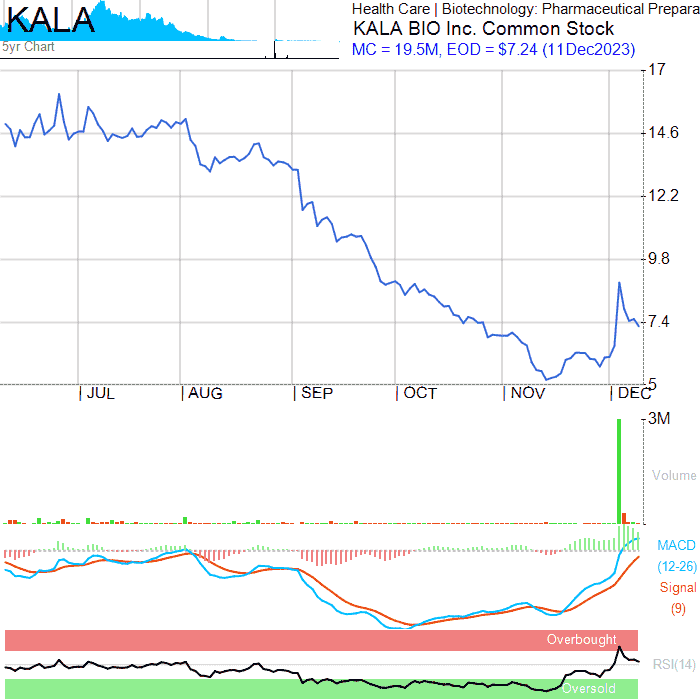 KALA
5yr Chart
Health Care | Biotechnology: Pharmaceutical Prepara
KALA BIO Inc. Common Stock
MC = 19.5M, EOD = $7.24 (11Dec2023)
17
14.6
12.2
9.8
7.4
5
JUL AUG SEP OCT NOV DEC
3M
Volume
MACD
(12-26)
Signal
(9)
Overbought
RSI(14)
Oversold